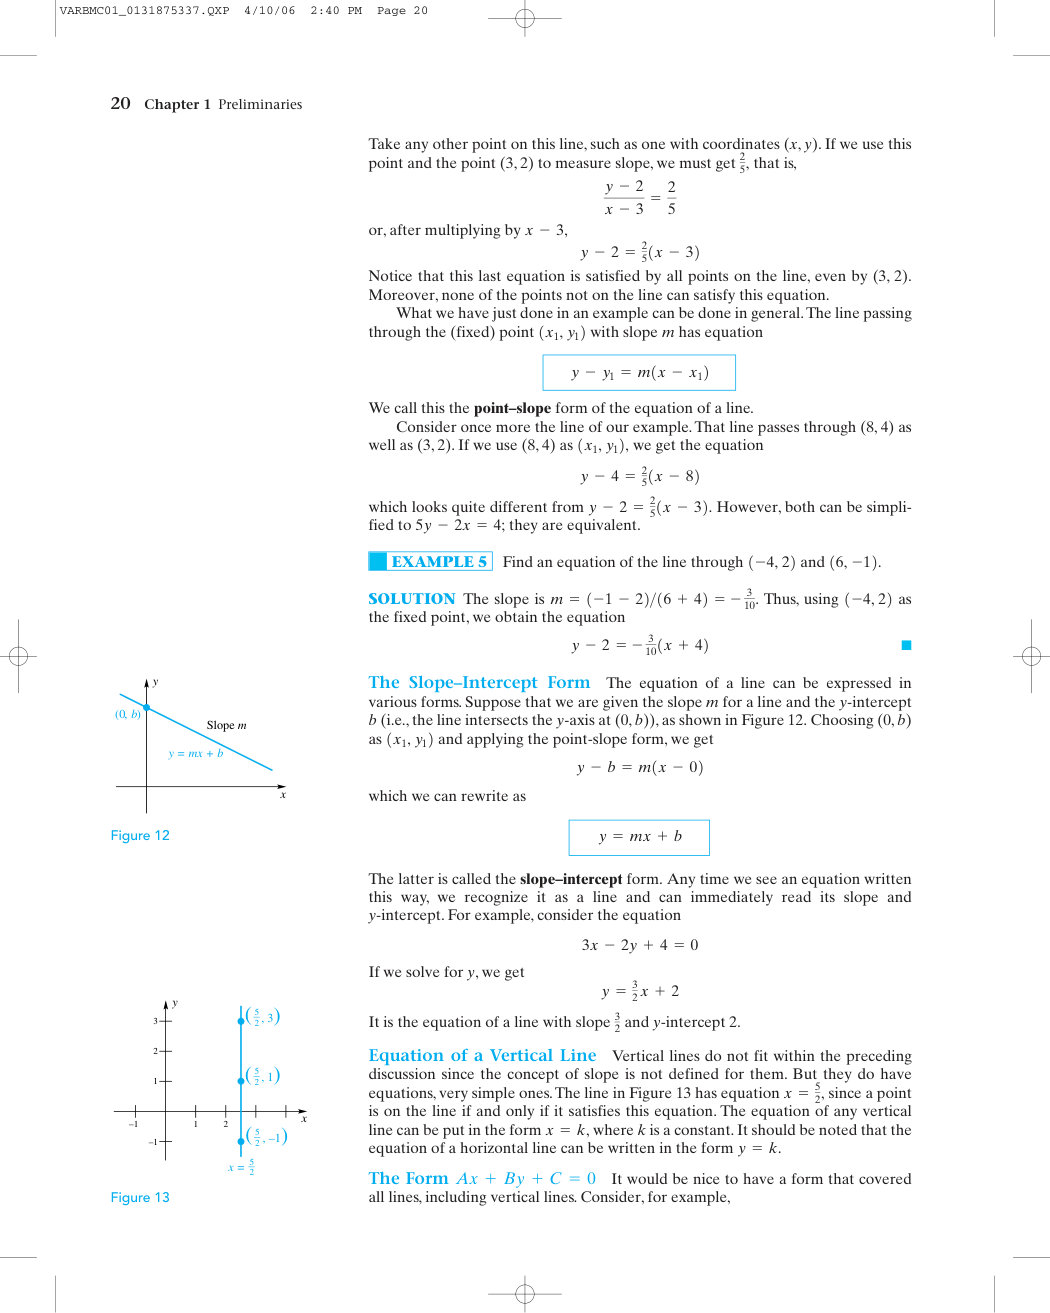 VARBMC01_0131875337.QXP 4/10/06 2:40 PM Page 20
20 Chapter 1 Preliminaries
Take any other point on this line, such as one with coordinates (x, y). If we use this
point and the point (3, 2) to measure slope, we must get 2/5, that is,
(y − 2)/(x − 3) = 2/5
or, after multiplying by x − 3,
y − 2 = 2/5(x − 3)
Notice that this last equation is satisfied by all points on the line, even by (3, 2).
Moreover, none of the points not on the line can satisfy this equation.
What we have just done in an example can be done in general. The line passing
through the (fixed) point (x₁, y₁) with slope m has equation
y − y₁ = m(x − x₁)
We call this the point–slope form of the equation of a line.
Consider once more the line of our example. That line passes through (8, 4) as
well as (3, 2). If we use (8, 4) as (x₁, y₁), we get the equation
y − 4 = 2/5(x − 8)
which looks quite different from y − 2 = 2/5(x − 3). However, both can be simpli-
fied to 5y − 2x = 4; they are equivalent.
EXAMPLE 5 Find an equation of the line through (−4, 2) and (6, −1).
SOLUTION The slope is m = (−1 − 2)/(6 + 4) = −3/10. Thus, using (−4, 2) as
the fixed point, we obtain the equation
y − 2 = −3/10(x + 4)
The Slope–Intercept Form The equation of a line can be expressed in
various forms. Suppose that we are given the slope m for a line and the y-intercept
b (i.e., the line intersects the y-axis at (0, b)), as shown in Figure 12. Choosing (0, b)
as (x₁, y₁) and applying the point-slope form, we get
y − b = m(x − 0)
which we can rewrite as
y = mx + b
The latter is called the slope–intercept form. Any time we see an equation written
this way, we recognize it as a line and can immediately read its slope and
y-intercept. For example, consider the equation
3x − 2y + 4 = 0
If we solve for y, we get
y = 3/2x + 2
It is the equation of a line with slope 3/2 and y-intercept 2.
Equation of a Vertical Line Vertical lines do not fit within the preceding
discussion since the concept of slope is not defined for them. But they do have
equations, very simple ones. The line in Figure 13 has equation x = 5/2, since a point
is on the line if and only if it satisfies this equation. The equation of any vertical
line can be put in the form x = k, where k is a constant. It should be noted that the
equation of a horizontal line can be written in the form y = k.
The Form Ax + By + C = 0 It would be nice to have a form that covered
all lines, including vertical lines. Consider, for example,
y
(0, b)
Slope m
y = mx + b
x
Figure 12
y
3
(5/2, 3)
2
1
(5/2, 1)
–1
1
2
x
–1
(5/2, –1)
x = 5/2
Figure 13